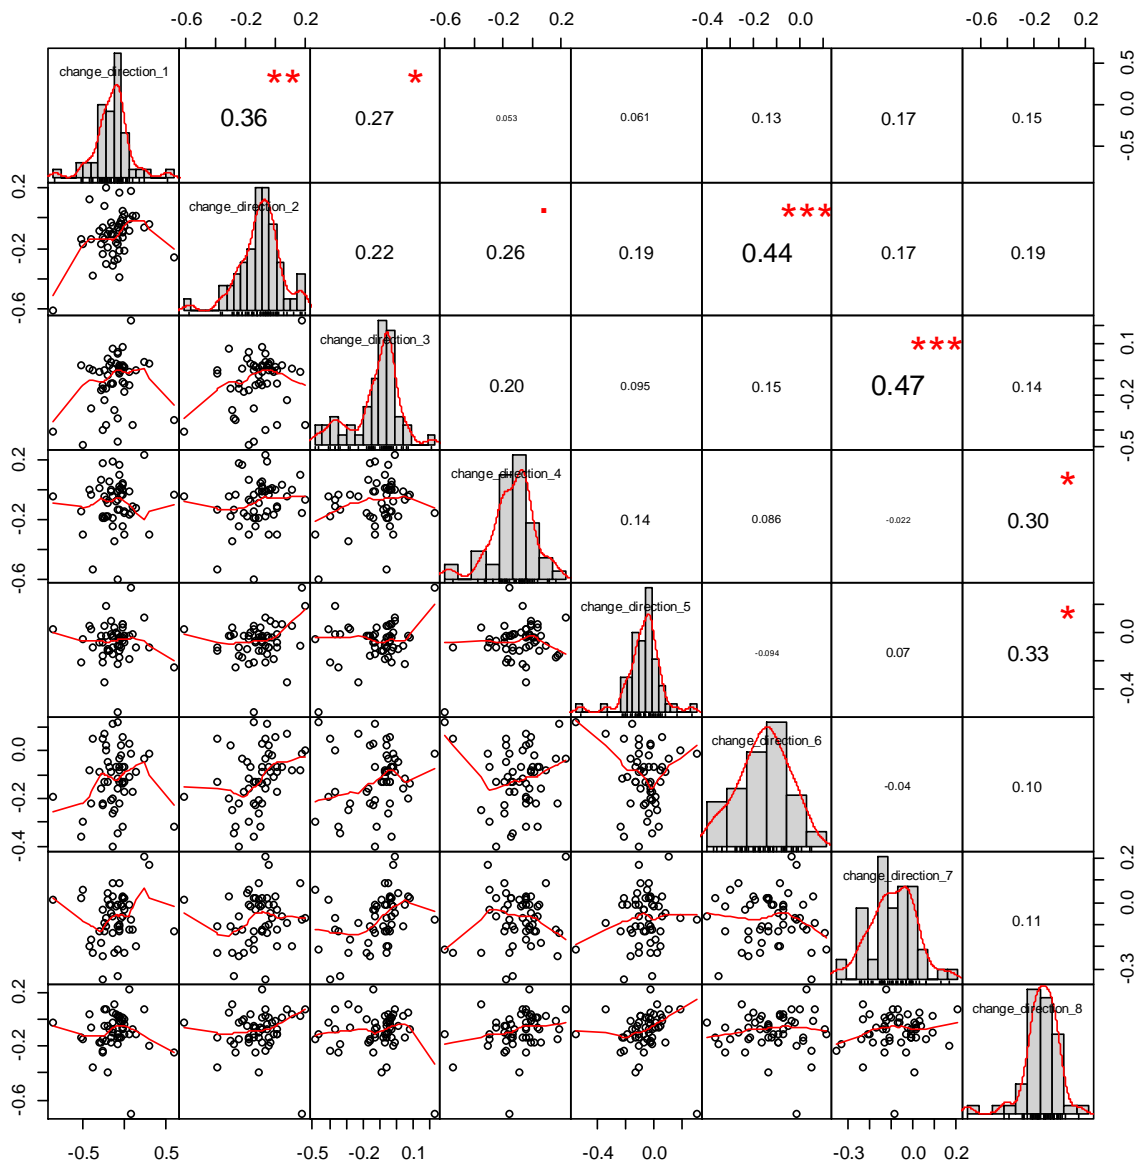 -0.6 -0.2 0.2 -0.6 -0.2 0.2 -0.4 -0.2 0.0 -0.6 -0.2 0.2
change_direction_1 ** *
0.36 0.27 0.053 0.061 0.13 0.17 0.15
-0.5 0.0 0.5
-0.6 -0.2 0.2
change_direction_2 . ***
0.22 0.26 0.19 0.44 0.17 0.19
change_direction_3 ***
0.20 0.095 0.15 0.47 0.14
-0.5 -0.2 0.1
-0.6 -0.2 0.2
change_direction_4 *
0.14 0.086 -0.022 0.30
change_direction_5 *
-0.094 0.07 0.33
-0.4 0.0
-0.4 -0.2 0.0
change_direction_6
-0.04 0.10
change_direction_7
0.11
-0.3 0.0 0.2
-0.6 -0.2 0.2
change_direction_8
-0.5 0.5 -0.5 -0.2 0.1 -0.4 0.0 -0.3 0.0 0.2